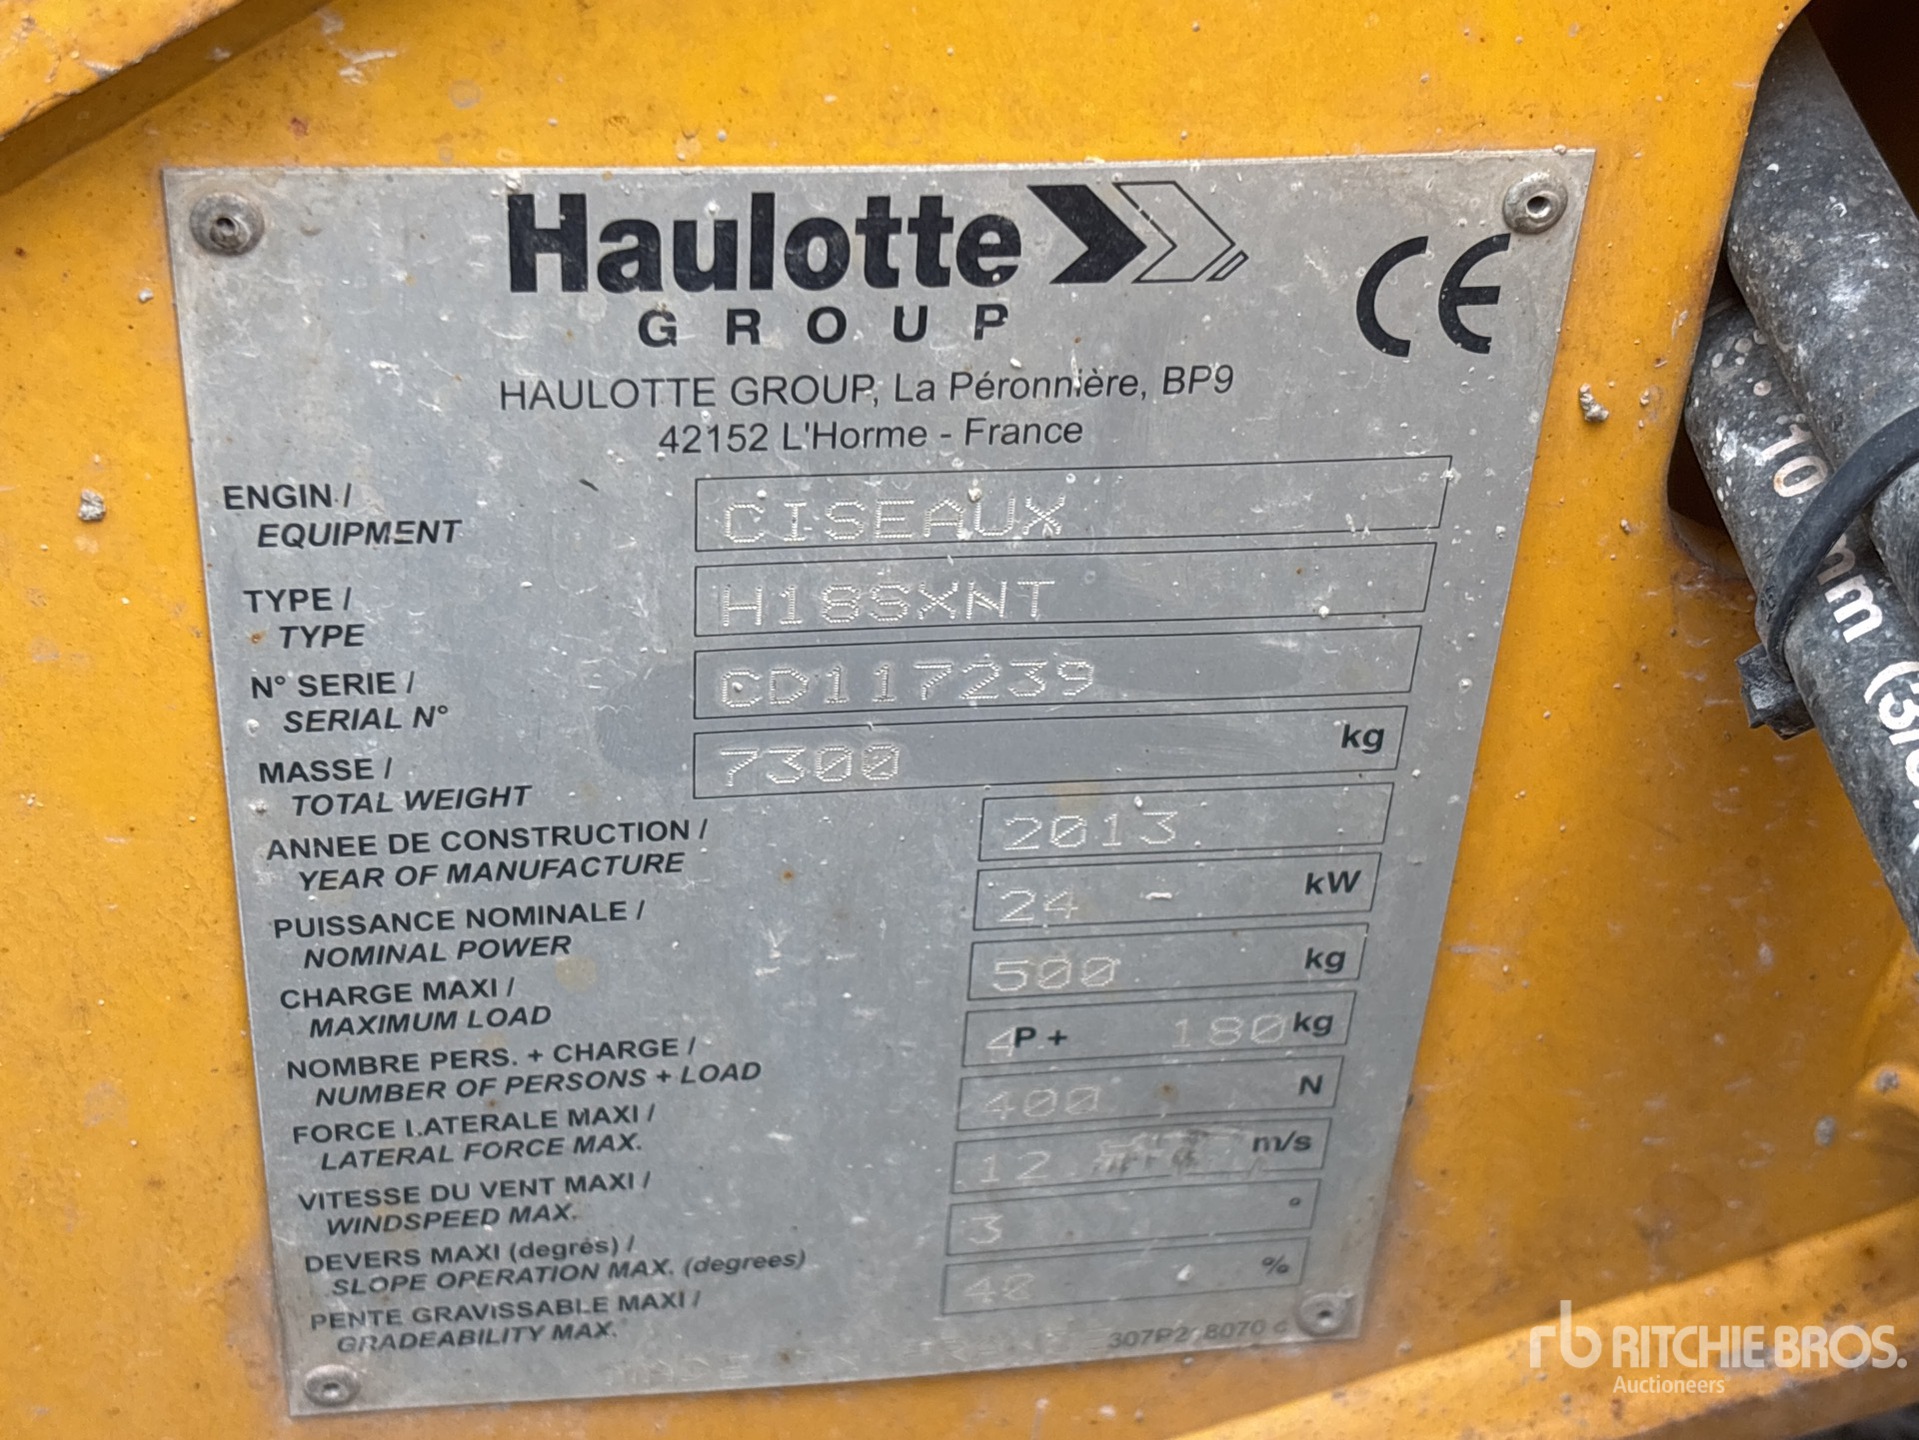 Haulotte
GROUP
CE
HAULOTTE GROUP, La Péronnière, BP9
42152 L'Horme - France
ENGIN / CISEAUX
EQUIPMENT
TYPE / H18SXNT
TYPE
N° SERIE / CD117239
SERIAL N°
MASSE / 7300 kg
TOTAL WEIGHT
ANNEE DE CONSTRUCTION / 2013
YEAR OF MANUFACTURE
PUISSANCE NOMINALE / 24 kW
NOMINAL POWER
CHARGE MAXI / 500 kg
MAXIMUM LOAD
NOMBRE PERS. + CHARGE / 4P + 180 kg
NUMBER OF PERSONS + LOAD
FORCE LATERALE MAXI / 400 N
LATERAL FORCE MAX.
VITESSE DU VENT MAXI / 12 m/s
WINDSPEED MAX.
DEVERS MAXI (degrés) / 3 °
SLOPE OPERATION MAX. (degrees)
PENTE GRAVISSABLE MAXI / 40 %
GRADEABILITY MAX.
10 mm
rb RITCHIE BROS.
Auctioneers